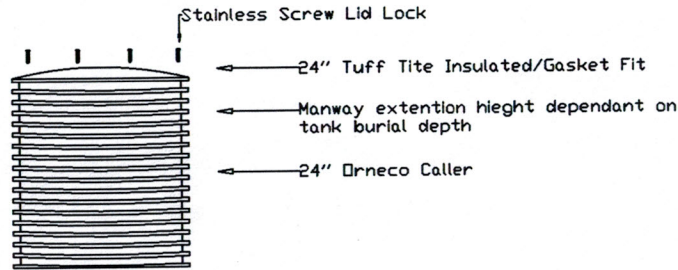 Stainless Screw Lid Lock
24" Tuff Tite Insulated/Gasket Fit
Manway extention hieght dependant on
tank burial depth
24" Orneco Caller